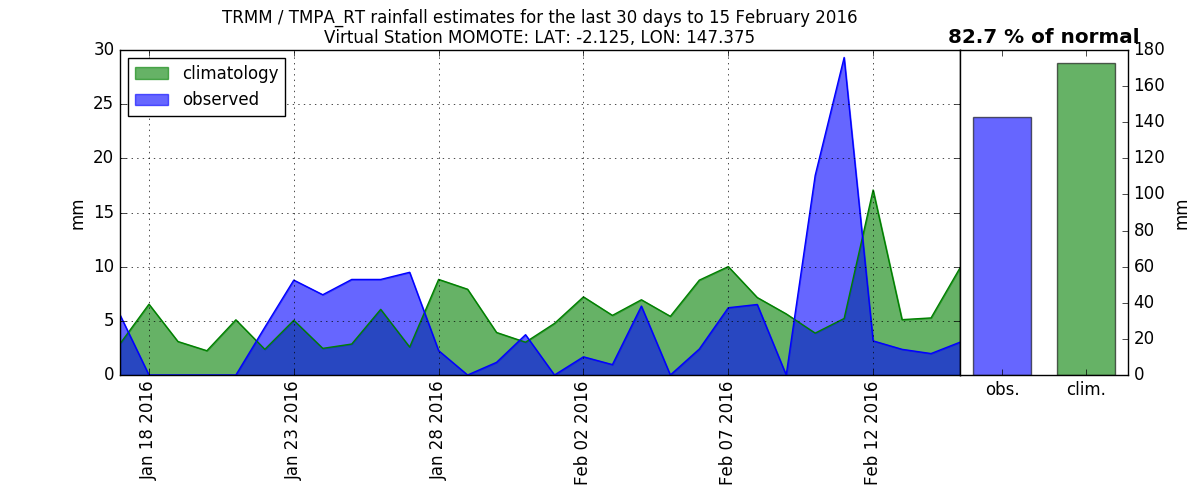 TRMM / TMPA_RT rainfall estimates for the last 30 days to 15 February 2016
Virtual Station MOMOTE: LAT: -2.125, LON: 147.375
82.7 % of normal
climatology
observed
mm
30
25
20
15
10
5
0
Jan 18 2016
Jan 23 2016
Jan 28 2016
Feb 02 2016
Feb 07 2016
Feb 12 2016
obs.
clim.
180
160
140
120
100
80
60
40
20
0
mm